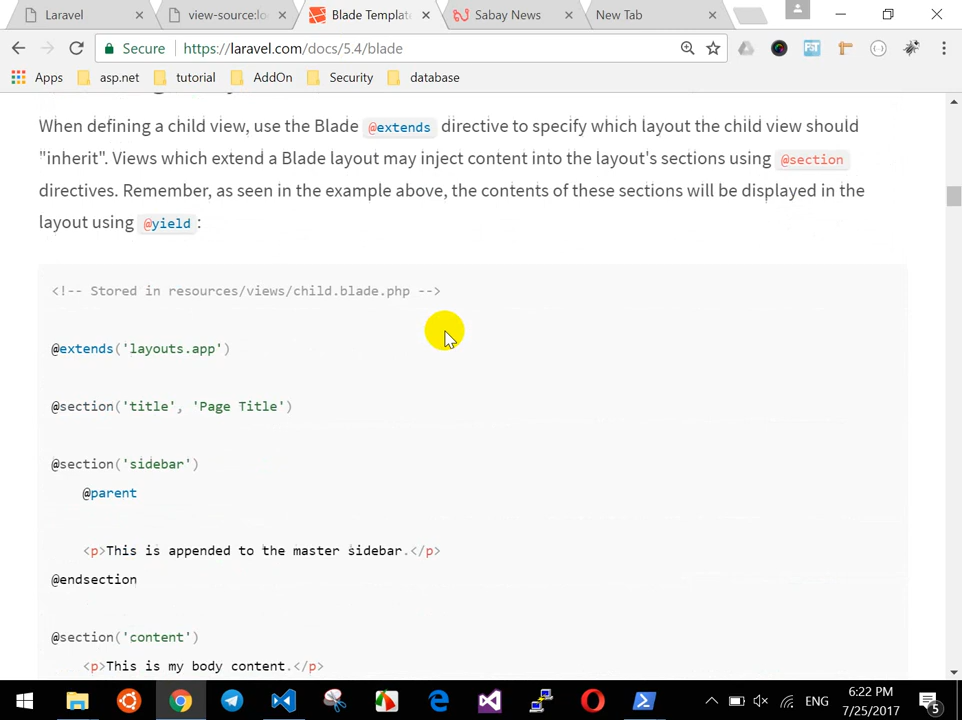 Laravel
view-source:loc
Blade Templat
Sabay News
New Tab
Secure
https://laravel.com/docs/5.4/blade
Apps
asp.net
tutorial
AddOn
Security
database
When defining a child view, use the Blade @extends directive to specify which layout the child view should
"inherit". Views which extend a Blade layout may inject content into the layout's sections using @section
directives. Remember, as seen in the example above, the contents of these sections will be displayed in the
layout using @yield :
<!-- Stored in resources/views/child.blade.php -->
@extends('layouts.app')
@section('title', 'Page Title')
@section('sidebar')
@parent
<p>This is appended to the master sidebar.</p>
@endsection
@section('content')
<p>This is my body content.</p>
ENG
6:22 PM
7/25/2017
5